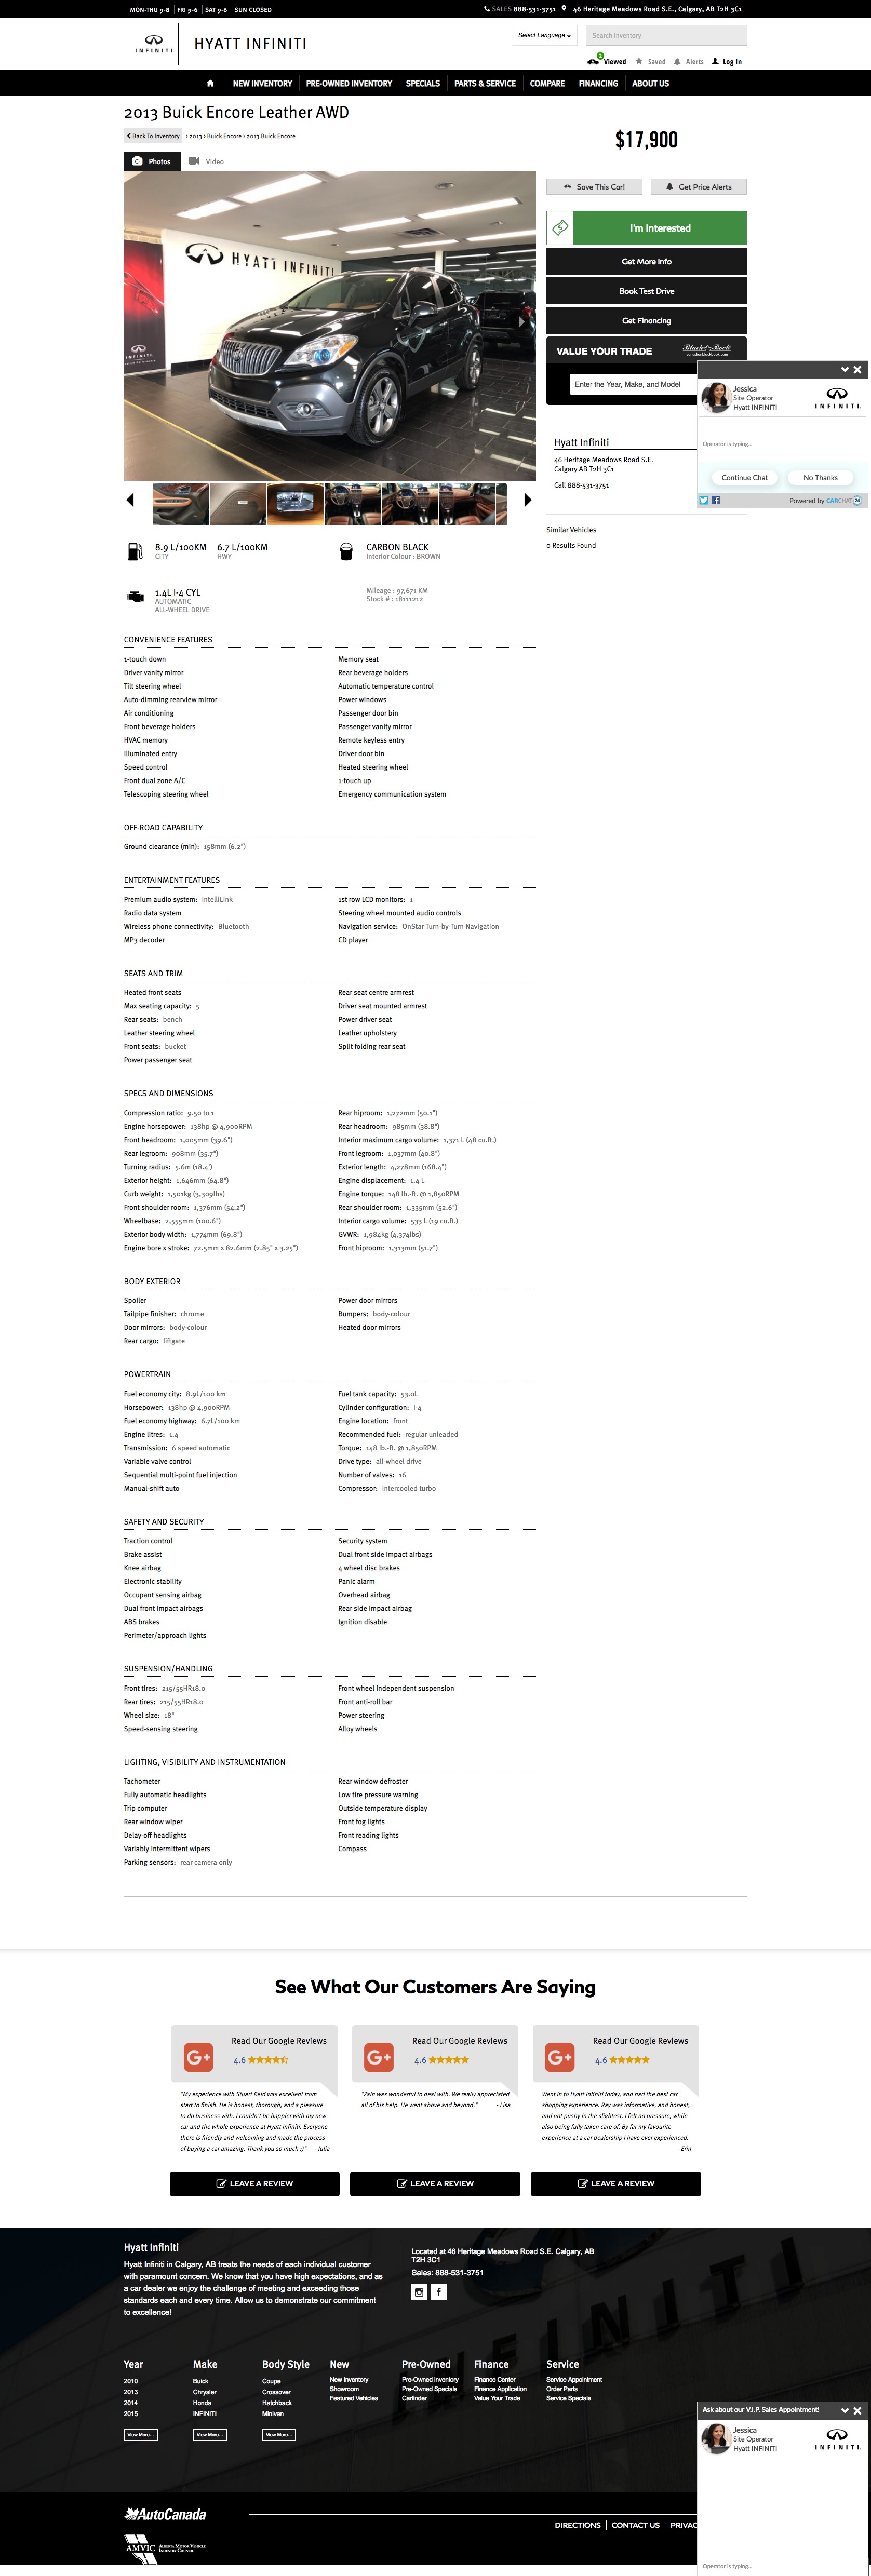 MON-THU 9-8 FRI 9-6 SAT 9-6 SUN CLOSED
SALES 888-531-3751 46 Heritage Meadows Road S.E., Calgary, AB T2H 3C1
INFINITI HYATT INFINITI
Select Language
Search Inventory
2 Viewed Saved Alerts Log In
NEW INVENTORY PRE-OWNED INVENTORY SPECIALS PARTS & SERVICE COMPARE FINANCING ABOUT US
2013 Buick Encore Leather AWD
Back To Inventory › 2013 › Buick Encore › 2013 Buick Encore
$17,900
Photos Video
Save This Car! Get Price Alerts
HYATT INFINITI
INFINITI
I'm Interested
Get More Info
Book Test Drive
Get Financing
VALUE YOUR TRADE Black Book
canadianblackbook.com
Enter the Year, Make, and Model
Jessica
Site Operator
Hyatt INFINITI
INFINITI
Operator is typing...
Continue Chat No Thanks
Powered by CARCHAT 24
Hyatt Infiniti
46 Heritage Meadows Road S.E.
Calgary AB T2H 3C1
Call 888-531-3751
Similar Vehicles
0 Results Found
8.9 L/100KM 6.7 L/100KM CARBON BLACK
CITY HWY Interior Colour : BROWN
1.4L I-4 CYL
AUTOMATIC
ALL-WHEEL DRIVE
Mileage : 97,671 KM
Stock # : 18111212
CONVENIENCE FEATURES
1-touch down Memory seat
Driver vanity mirror Rear beverage holders
Tilt steering wheel Automatic temperature control
Auto-dimming rearview mirror Power windows
Air conditioning Passenger door bin
Front beverage holders Passenger vanity mirror
HVAC memory Remote keyless entry
Illuminated entry Driver door bin
Speed control Heated steering wheel
Front dual zone A/C 1-touch up
Telescoping steering wheel Emergency communication system
OFF-ROAD CAPABILITY
Ground clearance (min): 158mm (6.2")
ENTERTAINMENT FEATURES
Premium audio system: IntelliLink 1st row LCD monitors: 1
Radio data system Steering wheel mounted audio controls
Wireless phone connectivity: Bluetooth Navigation service: OnStar Turn-by-Turn Navigation
MP3 decoder CD player
SEATS AND TRIM
Heated front seats Rear seat centre armrest
Max seating capacity: 5 Driver seat mounted armrest
Rear seats: bench Power driver seat
Leather steering wheel Leather upholstery
Front seats: bucket Split folding rear seat
Power passenger seat
SPECS AND DIMENSIONS
Compression ratio: 9.50 to 1 Rear hiproom: 1,272mm (50.1")
Engine horsepower: 138hp @ 4,900RPM Rear headroom: 985mm (38.8")
Front headroom: 1,005mm (39.6") Interior maximum cargo volume: 1,371 L (48 cu.ft.)
Rear legroom: 908mm (35.7") Front legroom: 1,037mm (40.8")
Turning radius: 5.6m (18.4') Exterior length: 4,278mm (168.4")
Exterior height: 1,646mm (64.8") Engine displacement: 1.4 L
Curb weight: 1,501kg (3,309lbs) Engine torque: 148 lb.-ft. @ 1,850RPM
Front shoulder room: 1,376mm (54.2") Rear shoulder room: 1,335mm (52.6")
Wheelbase: 2,555mm (100.6") Interior cargo volume: 533 L (19 cu.ft.)
Exterior body width: 1,774mm (69.8") GVWR: 1,984kg (4,374lbs)
Engine bore x stroke: 72.5mm x 82.6mm (2.85" x 3.25") Front hiproom: 1,313mm (51.7")
BODY EXTERIOR
Spoiler Power door mirrors
Tailpipe finisher: chrome Bumpers: body-colour
Door mirrors: body-colour Heated door mirrors
Rear cargo: liftgate
POWERTRAIN
Fuel economy city: 8.9L/100 km Fuel tank capacity: 53.0L
Horsepower: 138hp @ 4,900RPM Cylinder configuration: I-4
Fuel economy highway: 6.7L/100 km Engine location: front
Engine litres: 1.4 Recommended fuel: regular unleaded
Transmission: 6 speed automatic Torque: 148 lb.-ft. @ 1,850RPM
Variable valve control Drive type: all-wheel drive
Sequential multi-point fuel injection Number of valves: 16
Manual-shift auto Compressor: intercooled turbo
SAFETY AND SECURITY
Traction control Security system
Brake assist Dual front side impact airbags
Knee airbag 4 wheel disc brakes
Electronic stability Panic alarm
Occupant sensing airbag Overhead airbag
Dual front impact airbags Rear side impact airbag
ABS brakes Ignition disable
Perimeter/approach lights
SUSPENSION/HANDLING
Front tires: 215/55HR18.0 Front wheel independent suspension
Rear tires: 215/55HR18.0 Front anti-roll bar
Wheel size: 18" Power steering
Speed-sensing steering Alloy wheels
LIGHTING, VISIBILITY AND INSTRUMENTATION
Tachometer Rear window defroster
Fully automatic headlights Low tire pressure warning
Trip computer Outside temperature display
Rear window wiper Front fog lights
Delay-off headlights Front reading lights
Variably intermittent wipers Compass
Parking sensors: rear camera only
See What Our Customers Are Saying
G+ Read Our Google Reviews
4.6
"My experience with Stuart Reid was excellent from
start to finish. He is honest, thorough, and a pleasure
to do business with. I couldn't be happier with my new
car and the whole experience at Hyatt Infiniti. Everyone
there is friendly and welcoming and made the process
of buying a car amazing. Thank you so much :)" - Julia
LEAVE A REVIEW
G+ Read Our Google Reviews
4.6
"Zain was wonderful to deal with. We really appreciated
all of his help. He went above and beyond." - Lisa
LEAVE A REVIEW
G+ Read Our Google Reviews
4.6
Went in to Hyatt Infiniti today, and had the best car
shopping experience. Ray was informative, and honest,
and not pushy in the slightest. I felt no pressure, while
also being fully taken care of. By far my favourite
experience at a car dealership I have ever experienced.
- Erin
LEAVE A REVIEW
Hyatt Infiniti
Hyatt Infiniti in Calgary, AB treats the needs of each individual customer
with paramount concern. We know that you have high expectations, and as
a car dealer we enjoy the challenge of meeting and exceeding those
standards each and every time. Allow us to demonstrate our commitment
to excellence!
Located at 46 Heritage Meadows Road S.E. Calgary, AB
T2H 3C1
Sales: 888-531-3751
INFINITI
Year Make Body Style New Pre-Owned Finance Service
2010 Buick Coupe New Inventory Pre-Owned Inventory Finance Center Service Appointment
2013 Chrysler Crossover Showroom Pre-Owned Specials Finance Application Order Parts
2014 Honda Hatchback Featured Vehicles Carfinder Value Your Trade Service Specials
2015 INFINITI Minivan
View More... View More... View More...
Ask about our V.I.P. Sales Appointment!
Jessica
Site Operator
Hyatt INFINITI
INFINITI
Operator is typing...
AutoCanada
DIRECTIONS CONTACT US PRIVAC
AMVIC ALBERTA MOTOR VEHICLE
INDUSTRY COUNCIL